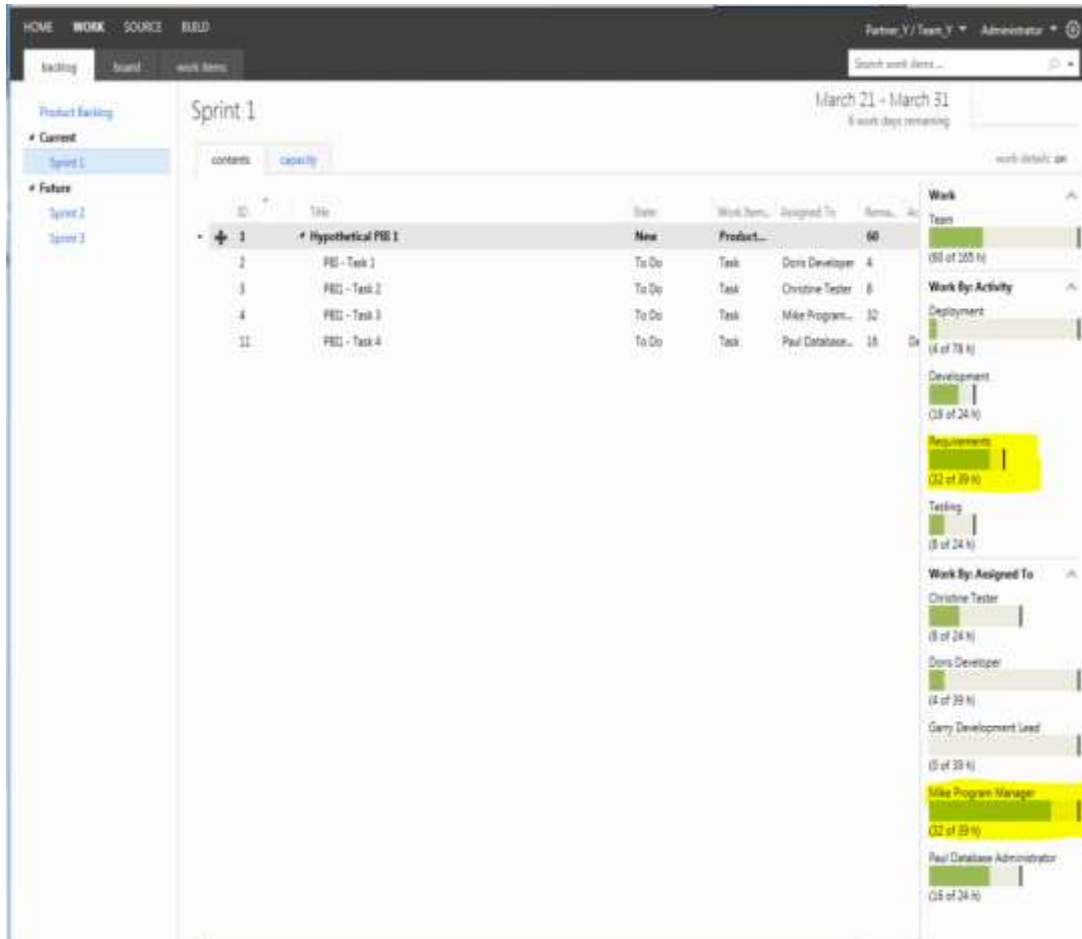 HOME WORK SOURCE BUILD
Partner_Y / Team_Y Administrator
backlog board work items
Search work items ...
Product Backlog
Current
Sprint 1
Future
Sprint 2
Sprint 3
Sprint 1
March 21 - March 31
6 work days remaining
contents capacity
work details: on
ID Title State Work Item... Assigned To Rema...
1 Hypothetical PBI 1 New Product... 60
2 PBI - Task 1 To Do Task Doris Developer 4
3 PBI1 - Task 2 To Do Task Christine Tester 8
4 PBI1 - Task 3 To Do Task Mike Program... 32
11 PBI1 - Task 4 To Do Task Paul Database... 16 De
Work
Team
(60 of 165 h)
Work By: Activity
Deployment
(4 of 78 h)
Development
(16 of 24 h)
Requirements
(32 of 39 h)
Testing
(8 of 24 h)
Work By: Assigned To
Christine Tester
(8 of 24 h)
Doris Developer
(4 of 39 h)
Garry Development Lead
(0 of 39 h)
Mike Program Manager
(32 of 39 h)
Paul Database Administrator
(16 of 24 h)